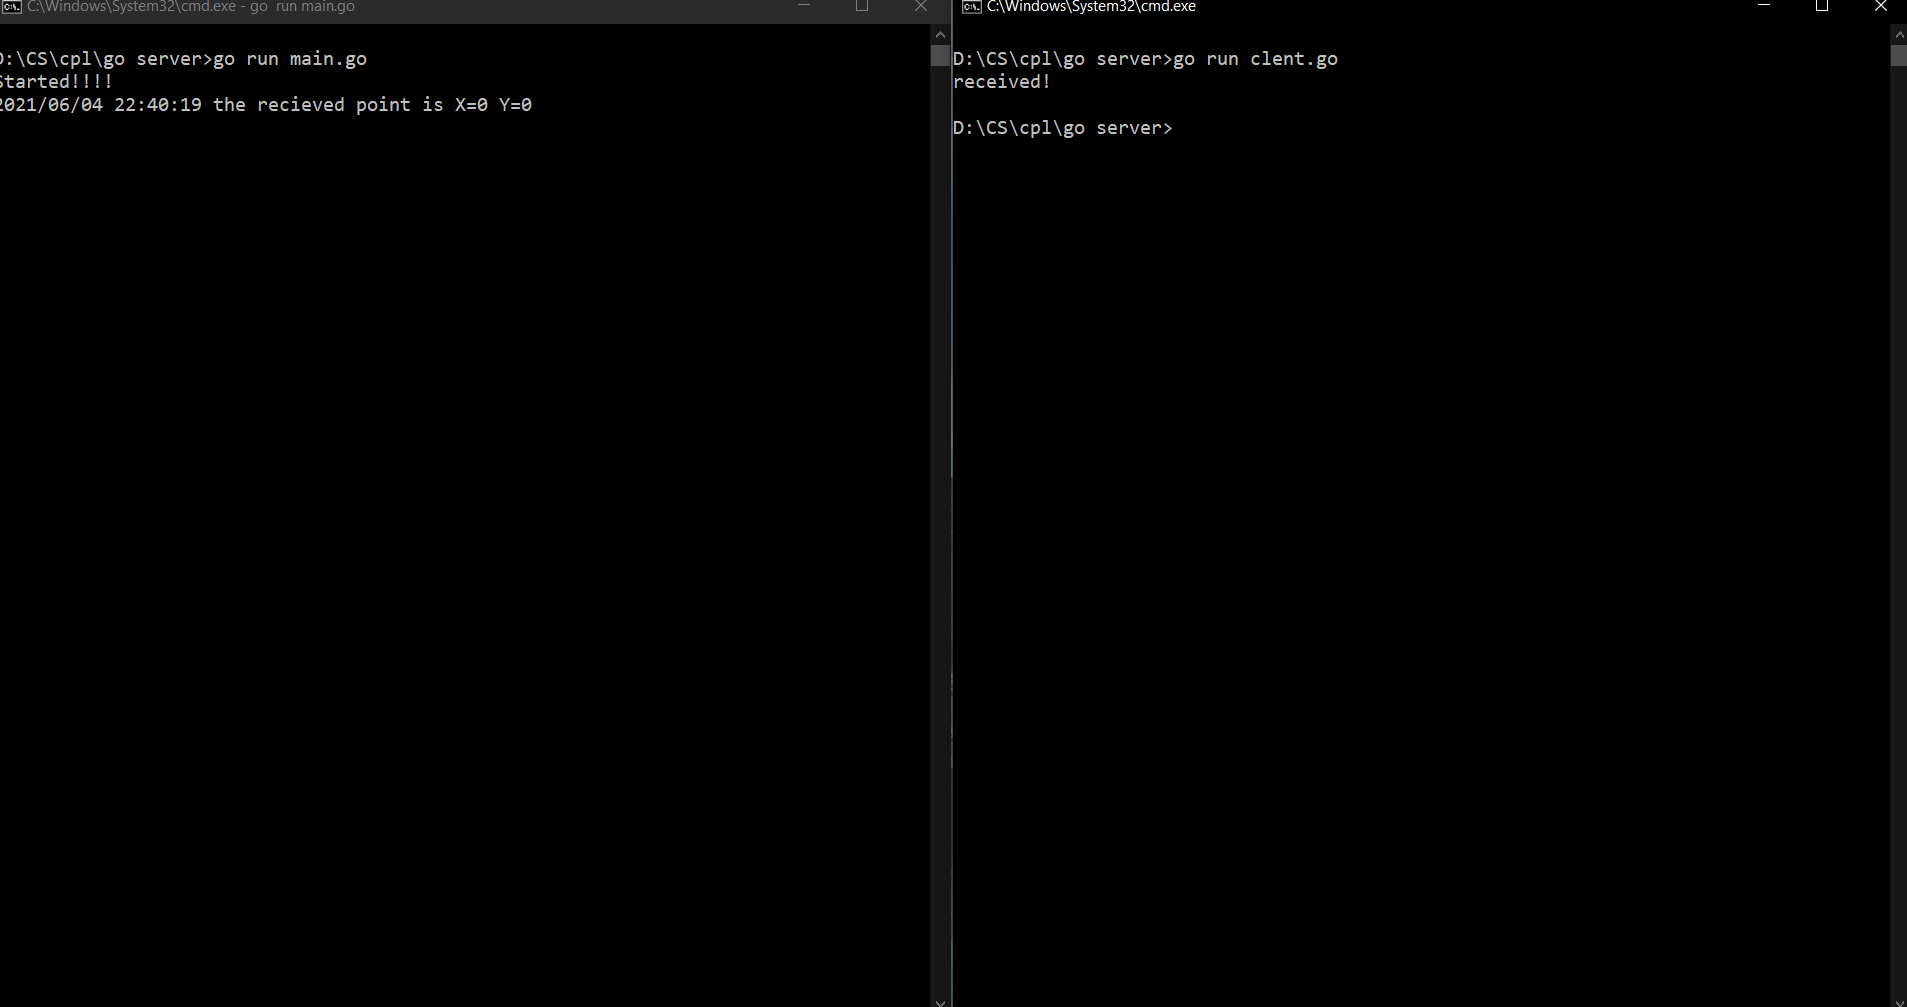 C:\Windows\System32\cmd.exe - go  run main.go
D:\CS\cpl\go server>go run main.go
Started!!!!
2021/06/04 22:40:19 the recieved point is X=0 Y=0
C:\Windows\System32\cmd.exe
D:\CS\cpl\go server>go run clent.go
received!
D:\CS\cpl\go server>